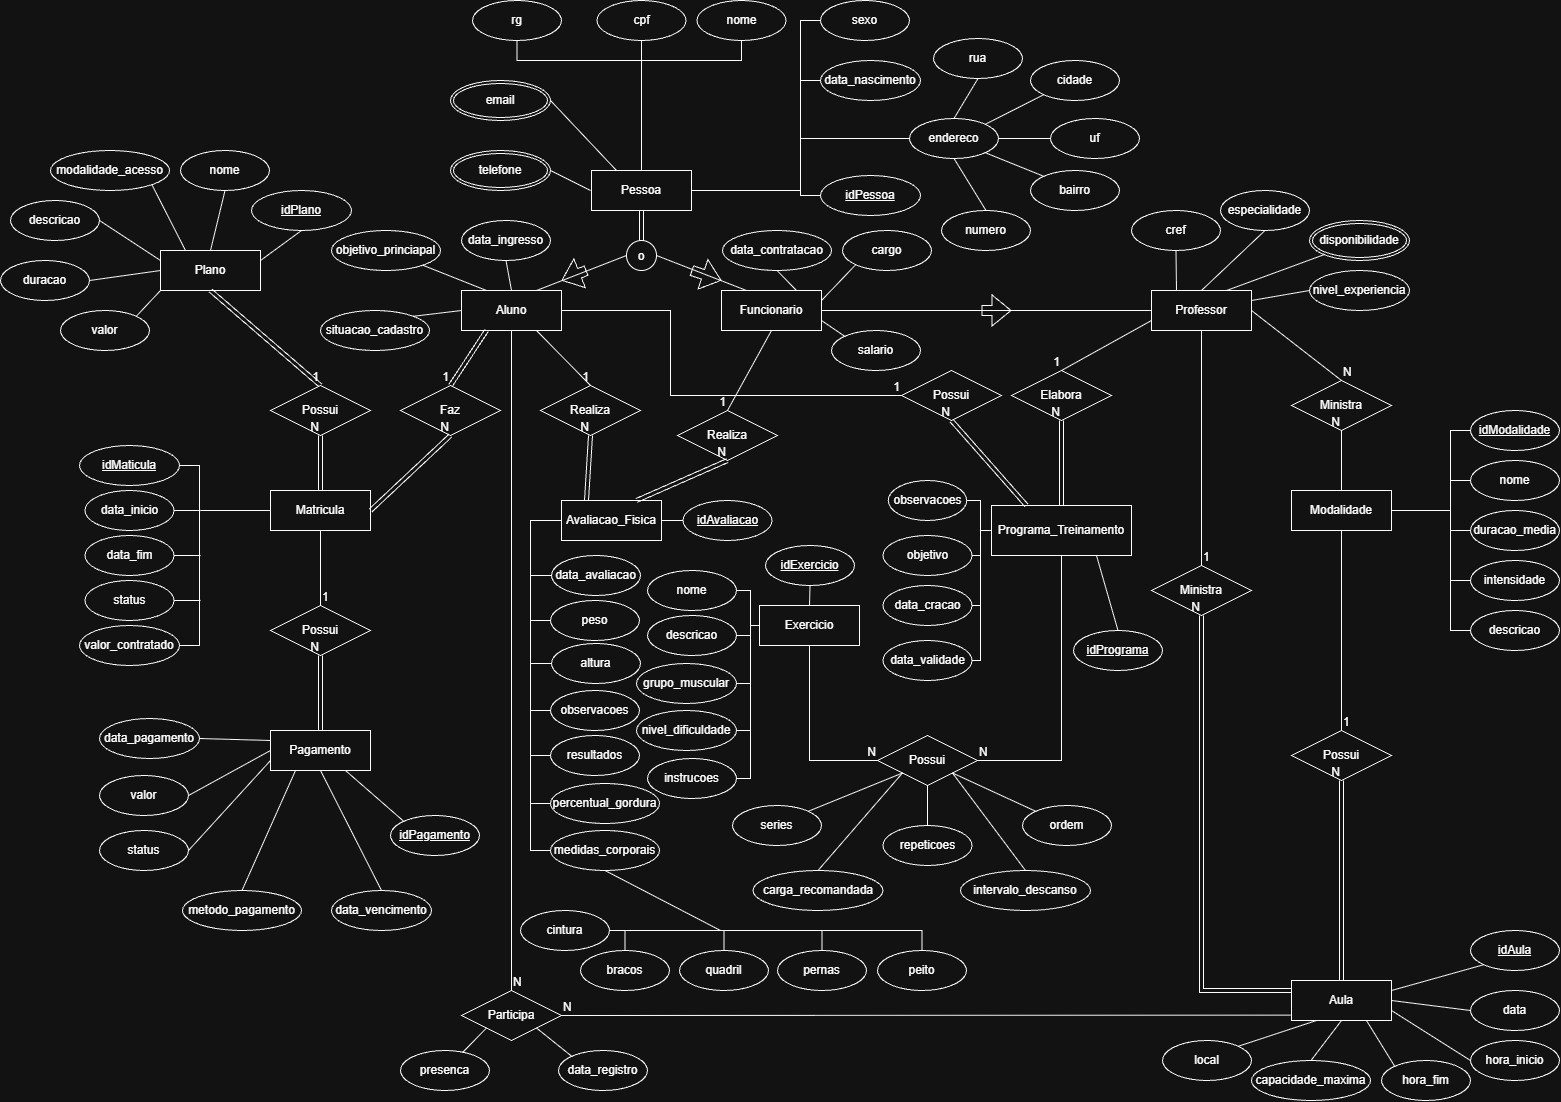 rg
cpf
nome
sexo
email
data_nascimento
rua
cidade
endereco
uf
telefone
Pessoa
idPessoa
bairro
numero
modalidade_acesso
nome
idPlano
descricao
Plano
duracao
valor
objetivo_princiapal
data_ingresso
o
data_contratacao
cargo
cref
especialidade
disponibilidade
nivel_experiencia
situacao_cadastro
Aluno
Funcionario
salario
Professor
1
Possui
N
1
Faz
N
1
Realiza
N
1
Realiza
N
1
Possui
N
1
Elabora
N
N
Ministra
N
idMaticula
data_inicio
data_fim
status
valor_contratado
Matricula
Avaliacao_Fisica
idAvaliacao
observacoes
objetivo
data_cracao
data_validade
Programa_Treinamento
idPrograma
Modalidade
idModalidade
nome
duracao_media
intensidade
descricao
1
Possui
N
data_avaliacao
peso
altura
observacoes
resultados
percentual_gordura
medidas_corporais
nome
descricao
grupo_muscular
nivel_dificuldade
instrucoes
idExercicio
Exercicio
1
Ministra
N
data_pagamento
Pagamento
valor
status
idPagamento
metodo_pagamento
data_vencimento
N
Possui
N
series
repeticoes
ordem
carga_recomandada
intervalo_descanso
1
Possui
N
cintura
bracos
quadril
pernas
peito
N
Participa
N
presenca
data_registro
Aula
idAula
data
hora_inicio
local
capacidade_maxima
hora_fim